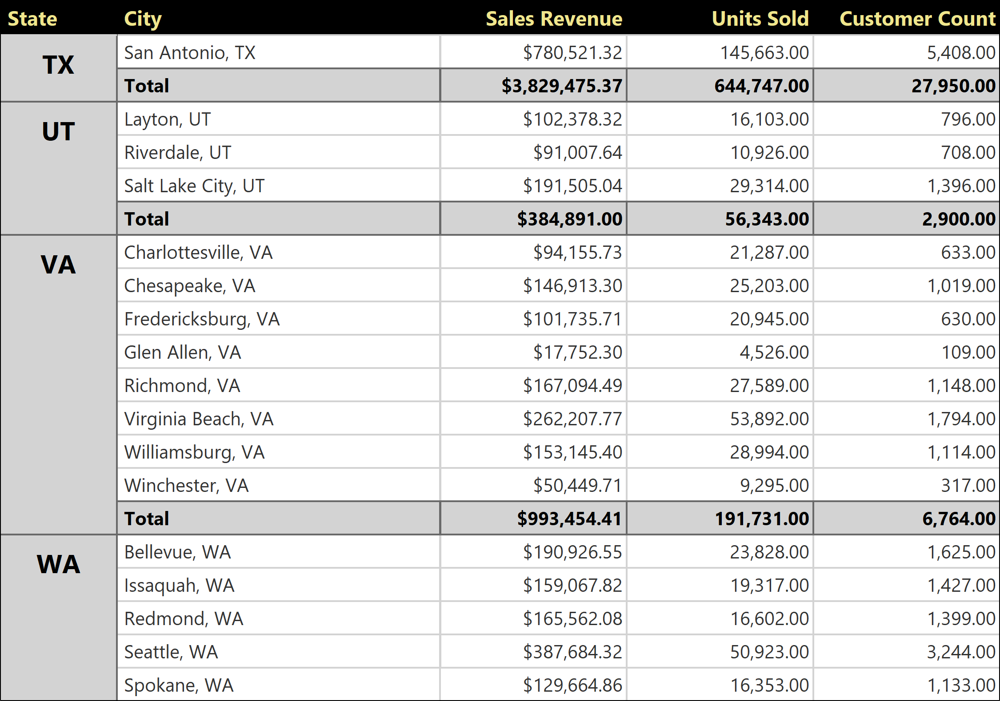 State City Sales Revenue Units Sold Customer Count
TX San Antonio, TX $780,521.32 145,663.00 5,408.00
Total $3,829,475.37 644,747.00 27,950.00
UT Layton, UT $102,378.32 16,103.00 796.00
Riverdale, UT $91,007.64 10,926.00 708.00
Salt Lake City, UT $191,505.04 29,314.00 1,396.00
Total $384,891.00 56,343.00 2,900.00
VA Charlottesville, VA $94,155.73 21,287.00 633.00
Chesapeake, VA $146,913.30 25,203.00 1,019.00
Fredericksburg, VA $101,735.71 20,945.00 630.00
Glen Allen, VA $17,752.30 4,526.00 109.00
Richmond, VA $167,094.49 27,589.00 1,148.00
Virginia Beach, VA $262,207.77 53,892.00 1,794.00
Williamsburg, VA $153,145.40 28,994.00 1,114.00
Winchester, VA $50,449.71 9,295.00 317.00
Total $993,454.41 191,731.00 6,764.00
WA Bellevue, WA $190,926.55 23,828.00 1,625.00
Issaquah, WA $159,067.82 19,317.00 1,427.00
Redmond, WA $165,562.08 16,602.00 1,399.00
Seattle, WA $387,684.32 50,923.00 3,244.00
Spokane, WA $129,664.86 16,353.00 1,133.00